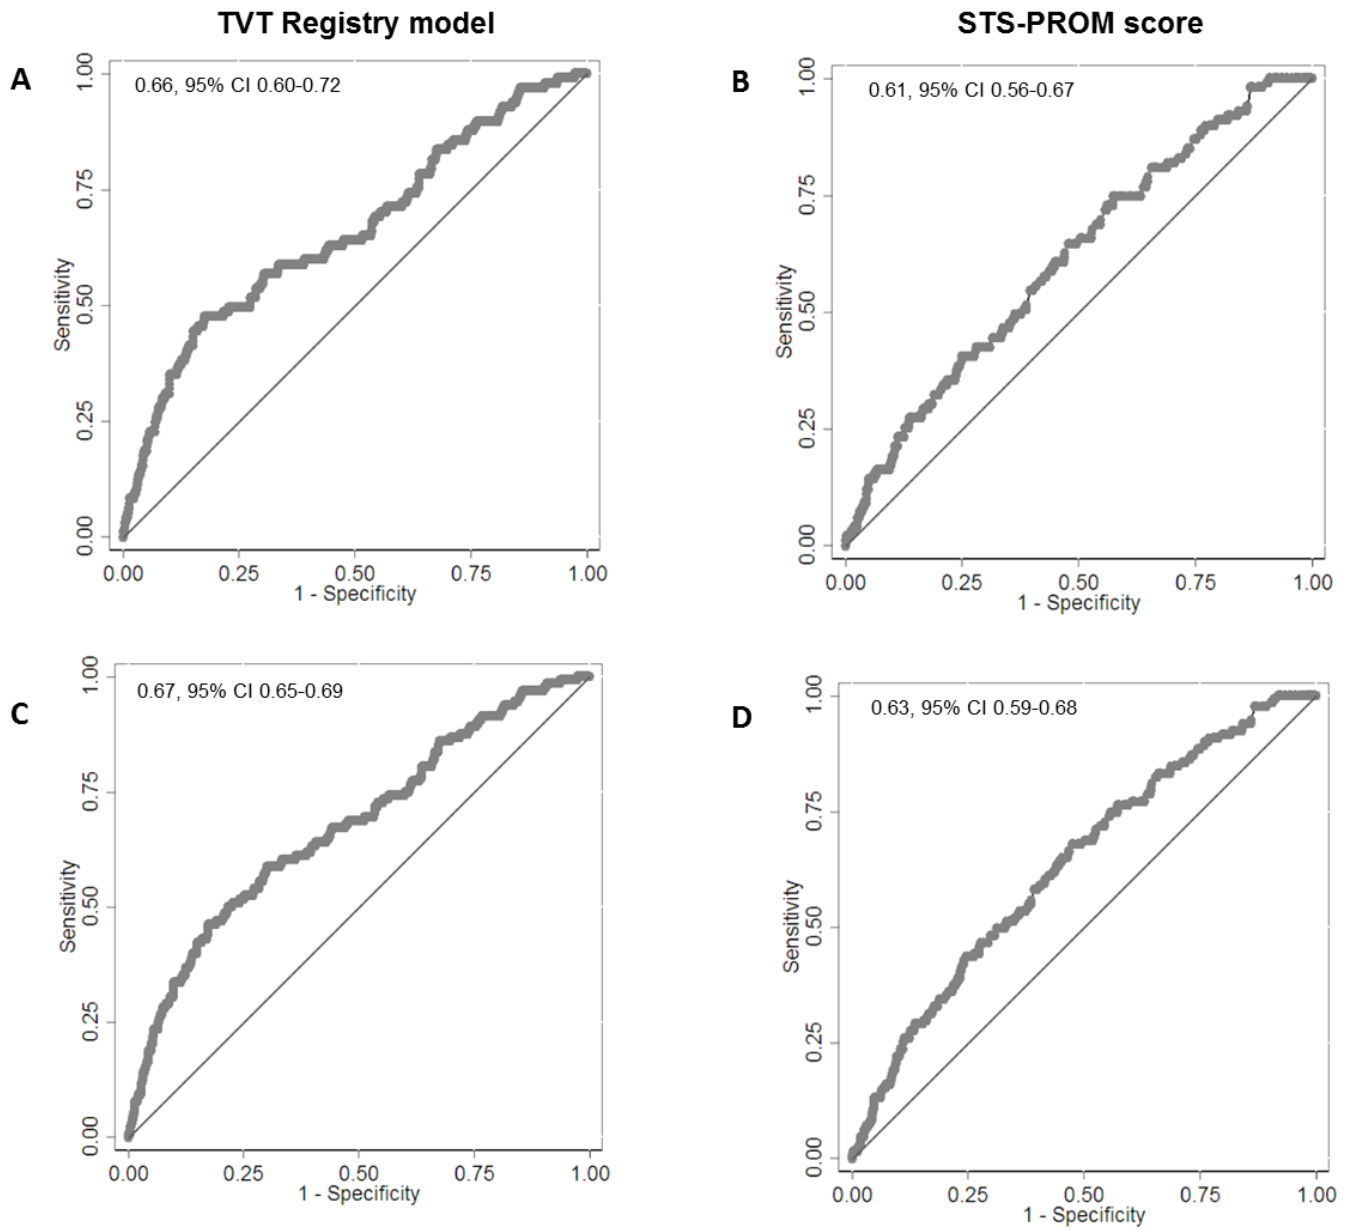 TVT Registry model
STS-PROM score
A
0.66, 95% CI 0.60-0.72
1.00
0.75
0.50
0.25
0.00
Sensitivity
0.00 0.25 0.50 0.75 1.00
1 - Specificity
B
0.61, 95% CI 0.56-0.67
1.00
0.75
0.50
0.25
0.00
Sensitivity
0.00 0.25 0.50 0.75 1.00
1 - Specificity
C
0.67, 95% CI 0.65-0.69
1.00
0.75
0.50
0.25
0.00
Sensitivity
0.00 0.25 0.50 0.75 1.00
1 - Specificity
D
0.63, 95% CI 0.59-0.68
1.00
0.75
0.50
0.25
0.00
Sensitivity
0.00 0.25 0.50 0.75 1.00
1 - Specificity